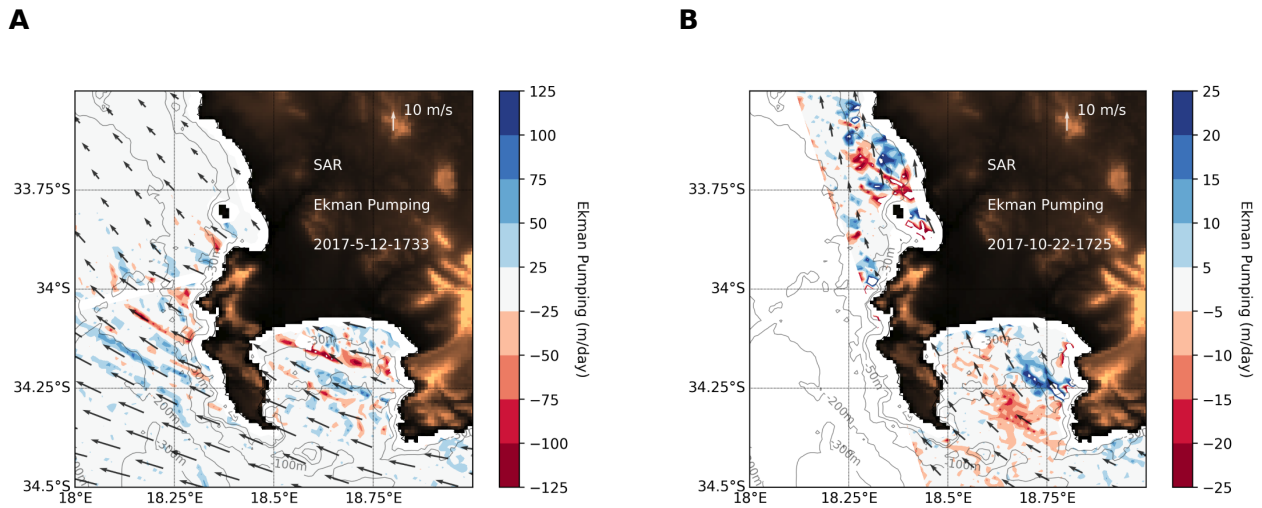 A
B
10 m/s
SAR
Ekman Pumping
2017-5-12-1733
33.75°S
34°S
34.25°S
34.5°S
18°E
18.25°E
18.5°E
18.75°E
30m
-30m
200m
300m
-100m
125
100
75
50
25
−25
−50
−75
−100
−125
Ekman Pumping (m/day)
10 m/s
SAR
Ekman Pumping
2017-10-22-1725
33.75°S
34°S
34.25°S
34.5°S
18°E
18.25°E
18.5°E
18.75°E
30m
-30m
50m
-200m
300m
-100m
25
20
15
10
5
−5
−10
−15
−20
−25
Ekman Pumping (m/day)